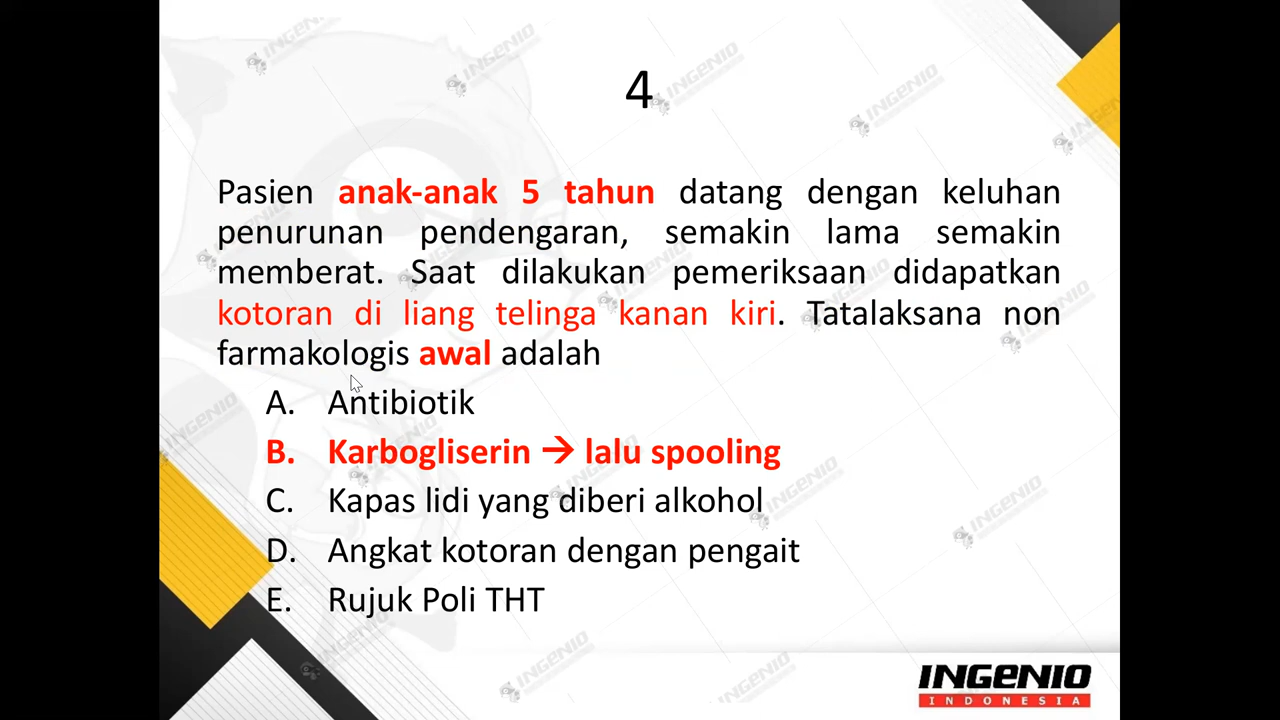 4
Pasien anak-anak 5 tahun datang dengan keluhan
penurunan pendengaran, semakin lama semakin
memberat. Saat dilakukan pemeriksaan didapatkan
kotoran di liang telinga kanan kiri. Tatalaksana non
farmakologis awal adalah
A. Antibiotik
B. Karbogliserin → lalu spooling
C. Kapas lidi yang diberi alkohol
D. Angkat kotoran dengan pengait
E. Rujuk Poli THT
INGENIO
INDONESIA